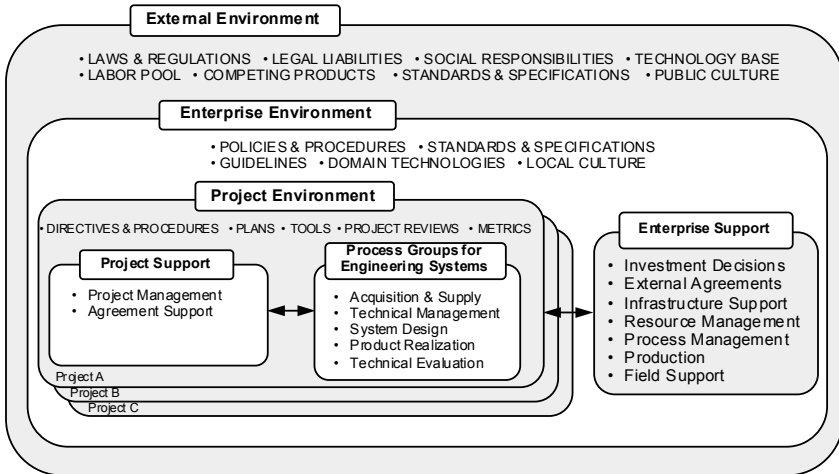 External Environment
• LAWS & REGULATIONS • LEGAL LIABILITIES • SOCIAL RESPONSIBILITIES • TECHNOLOGY BASE
• LABOR POOL • COMPETING PRODUCTS • STANDARDS & SPECIFICATIONS • PUBLIC CULTURE
Enterprise Environment
• POLICIES & PROCEDURES • STANDARDS & SPECIFICATIONS
• GUIDELINES • DOMAIN TECHNOLOGIES • LOCAL CULTURE
Project Environment
• DIRECTIVES & PROCEDURES • PLANS • TOOLS • PROJECT REVIEWS • METRICS
Project Support
• Project Management
• Agreement Support
Process Groups for
Engineering Systems
• Acquisition & Supply
• Technical Management
• System Design
• Product Realization
• Technical Evaluation
Project A
Project B
Project C
Enterprise Support
• Investment Decisions
• External Agreements
• Infrastructure Support
• Resource Management
• Process Management
• Production
• Field Support